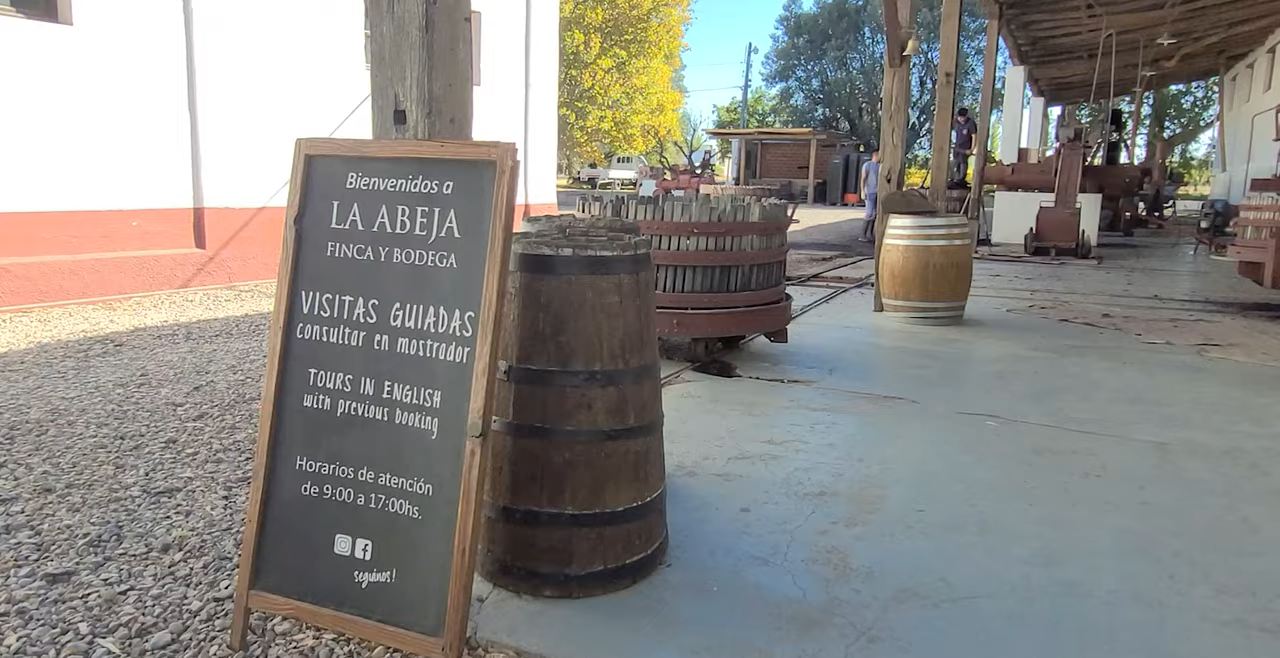 Bienvenidos a
LA ABEJA
FINCA Y BODEGA
VISITAS GUIADAS
consultar en mostrador
TOURS IN ENGLISH
with previous booking
Horarios de atención
de 9:00 a 17:00hs.
seguinos!